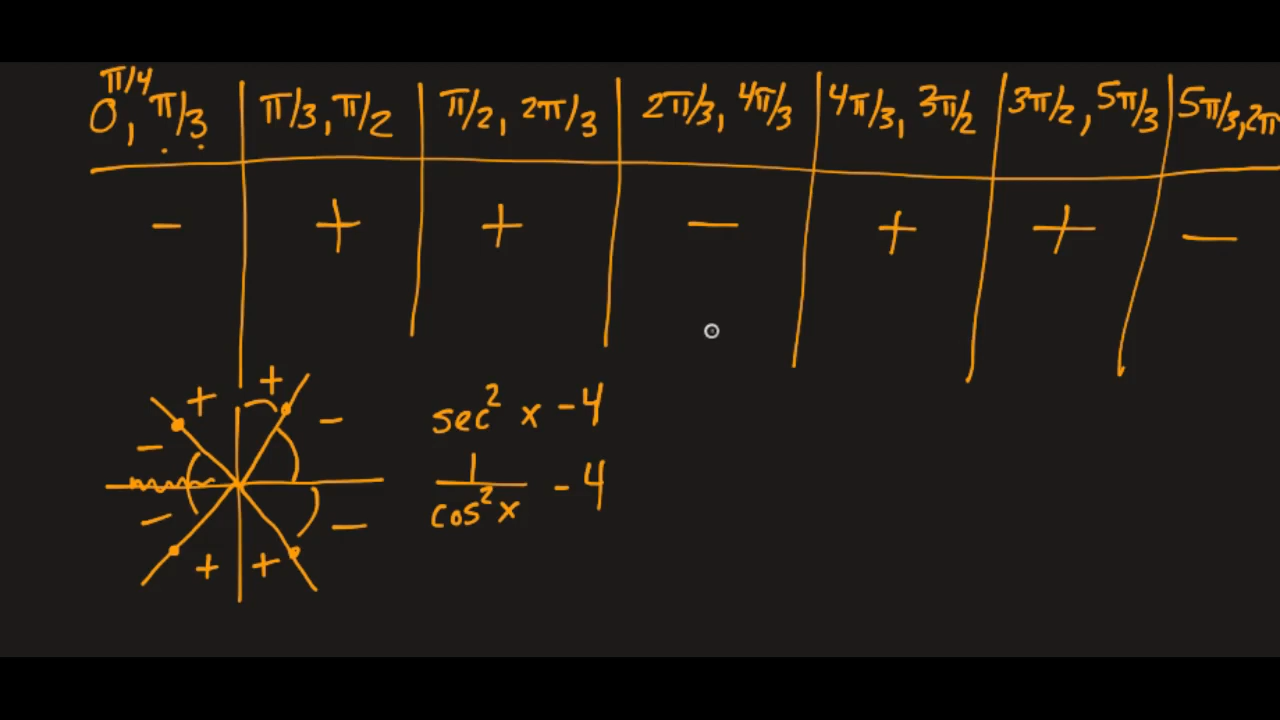 π/4
0, π/3 | π/3, π/2 | π/2, 2π/3 | 2π/3, 4π/3 | 4π/3, 3π/2 | 3π/2, 5π/3 | 5π/3, 2π
− | + | + | − | + | + | −
+ +
− −
− −
+ +
sec² x − 4
1/cos² x − 4